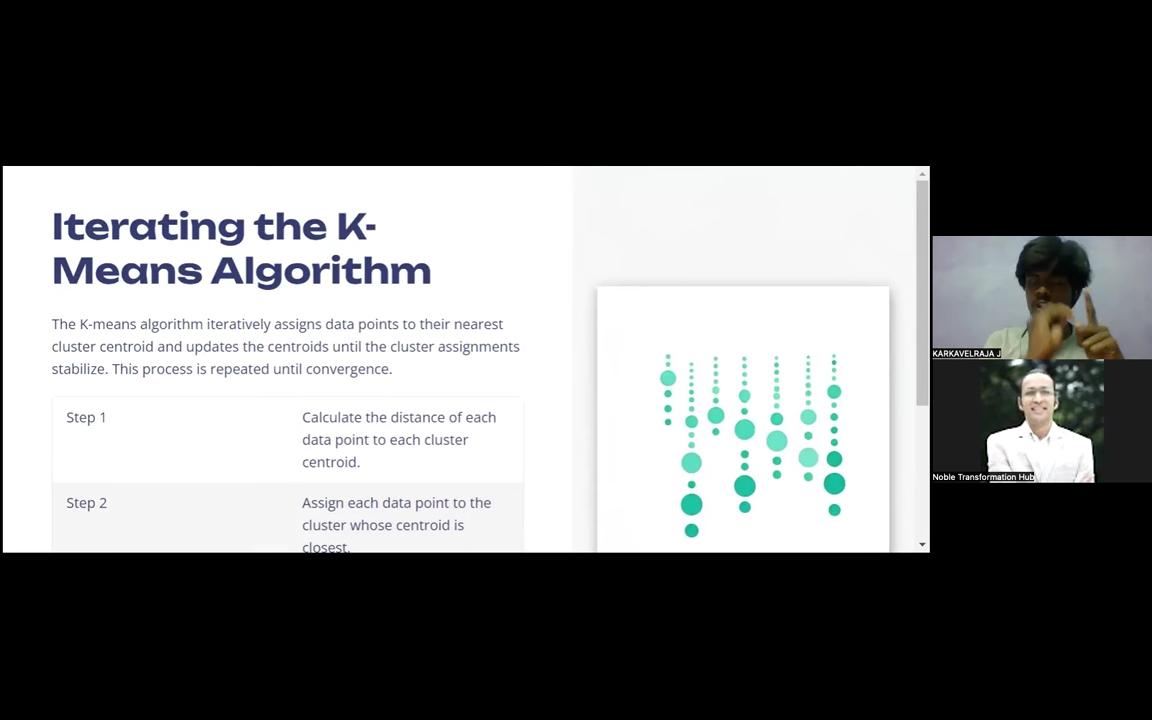 Iterating the K-
Means Algorithm
The K-means algorithm iteratively assigns data points to their nearest
cluster centroid and updates the centroids until the cluster assignments
stabilize. This process is repeated until convergence.
Step 1
Calculate the distance of each
data point to each cluster
centroid.
Step 2
Assign each data point to the
cluster whose centroid is
closest.
KARKAVELRAJA J
Noble Transformation Hub